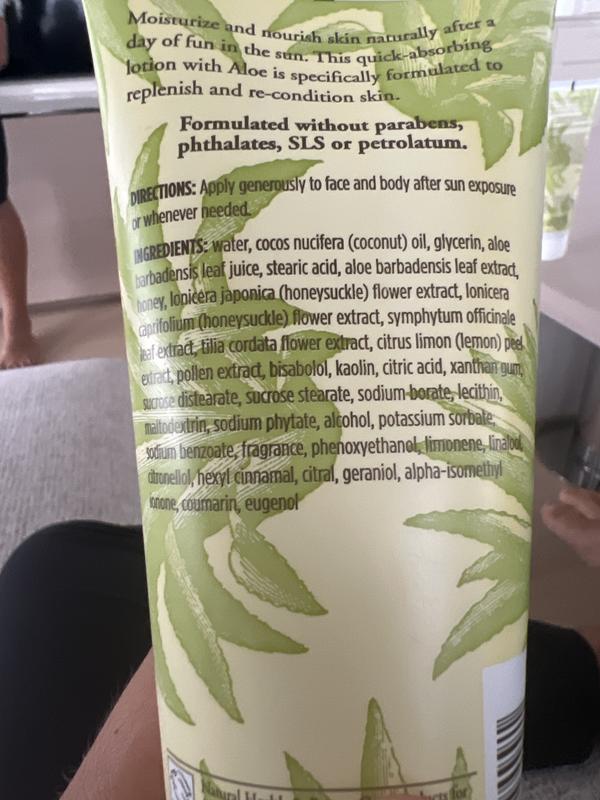 Moisturize and nourish skin naturally after a
day of fun in the sun. This quick-absorbing
lotion with Aloe is specifically formulated to
replenish and re-condition skin.
Formulated without parabens,
phthalates, SLS or petrolatum.
DIRECTIONS: Apply generously to face and body after sun exposure
or whenever needed.
INGREDIENTS: water, cocos nucifera (coconut) oil, glycerin, aloe
barbadensis leaf juice, stearic acid, aloe barbadensis leaf extract,
honey, lonicera japonica (honeysuckle) flower extract, lonicera
caprifolium (honeysuckle) flower extract, symphytum officinale
leaf extract, tilia cordata flower extract, citrus limon (lemon) peel
extract, pollen extract, bisabolol, kaolin, citric acid, xanthan gum,
sucrose distearate, sucrose stearate, sodium borate, lecithin,
maltodextrin, sodium phytate, alcohol, potassium sorbate,
sodium benzoate, fragrance, phenoxyethanol, limonene, linalool,
citronellol, hexyl cinnamal, citral, geraniol, alpha-isomethyl
ionone, coumarin, eugenol
Natural